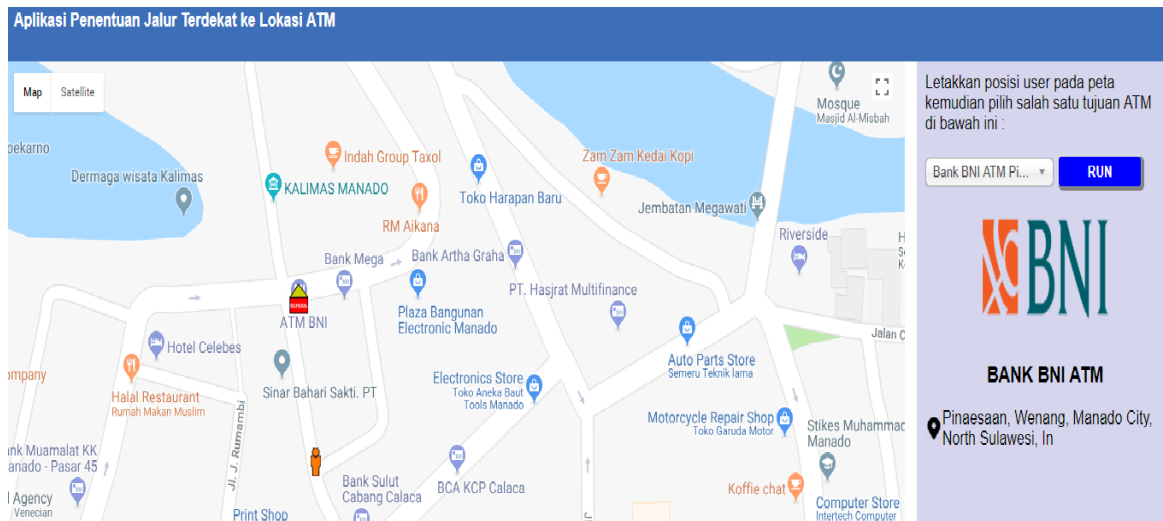 Aplikasi Penentuan Jalur Terdekat ke Lokasi ATM
Map
Satellite
Mosque
Masjid Al-Misbah
oekarno
Dermaga wisata Kalimas
Indah Group Taxol
KALIMAS MANADO
RM Aikana
Toko Harapan Baru
Zam Zam Kedai Kopi
Jembatan Megawati
Riverside
Bank Mega
Bank Artha Graha
PT. Hasjrat Multifinance
SCHOOL
ATM BNI
Plaza Bangunan
Electronic Manado
Hotel Celebes
ompany
Halal Restaurant
Rumah Makan Muslim
Sinar Bahari Sakti. PT
Electronics Store
Toko Aneka Baut
Tools Manado
Auto Parts Store
Semeru Teknik lama
Jalan C
Motorcycle Repair Shop
Toko Garuda Motor
Stikes Muhammad
Manado
Jl. J. Rumambi
nk Muamalat KK
anado - Pasar 45
l Agency
Venecian
Print Shop
Bank Sulut
Cabang Calaca
BCA KCP Calaca
Koffie chat
Computer Store
Intertech Computer
Letakkan posisi user pada peta
kemudian pilih salah satu tujuan ATM
di bawah ini :
Bank BNI ATM Pi...
RUN
BNI
BANK BNI ATM
Pinaesaan, Wenang, Manado City,
North Sulawesi, In